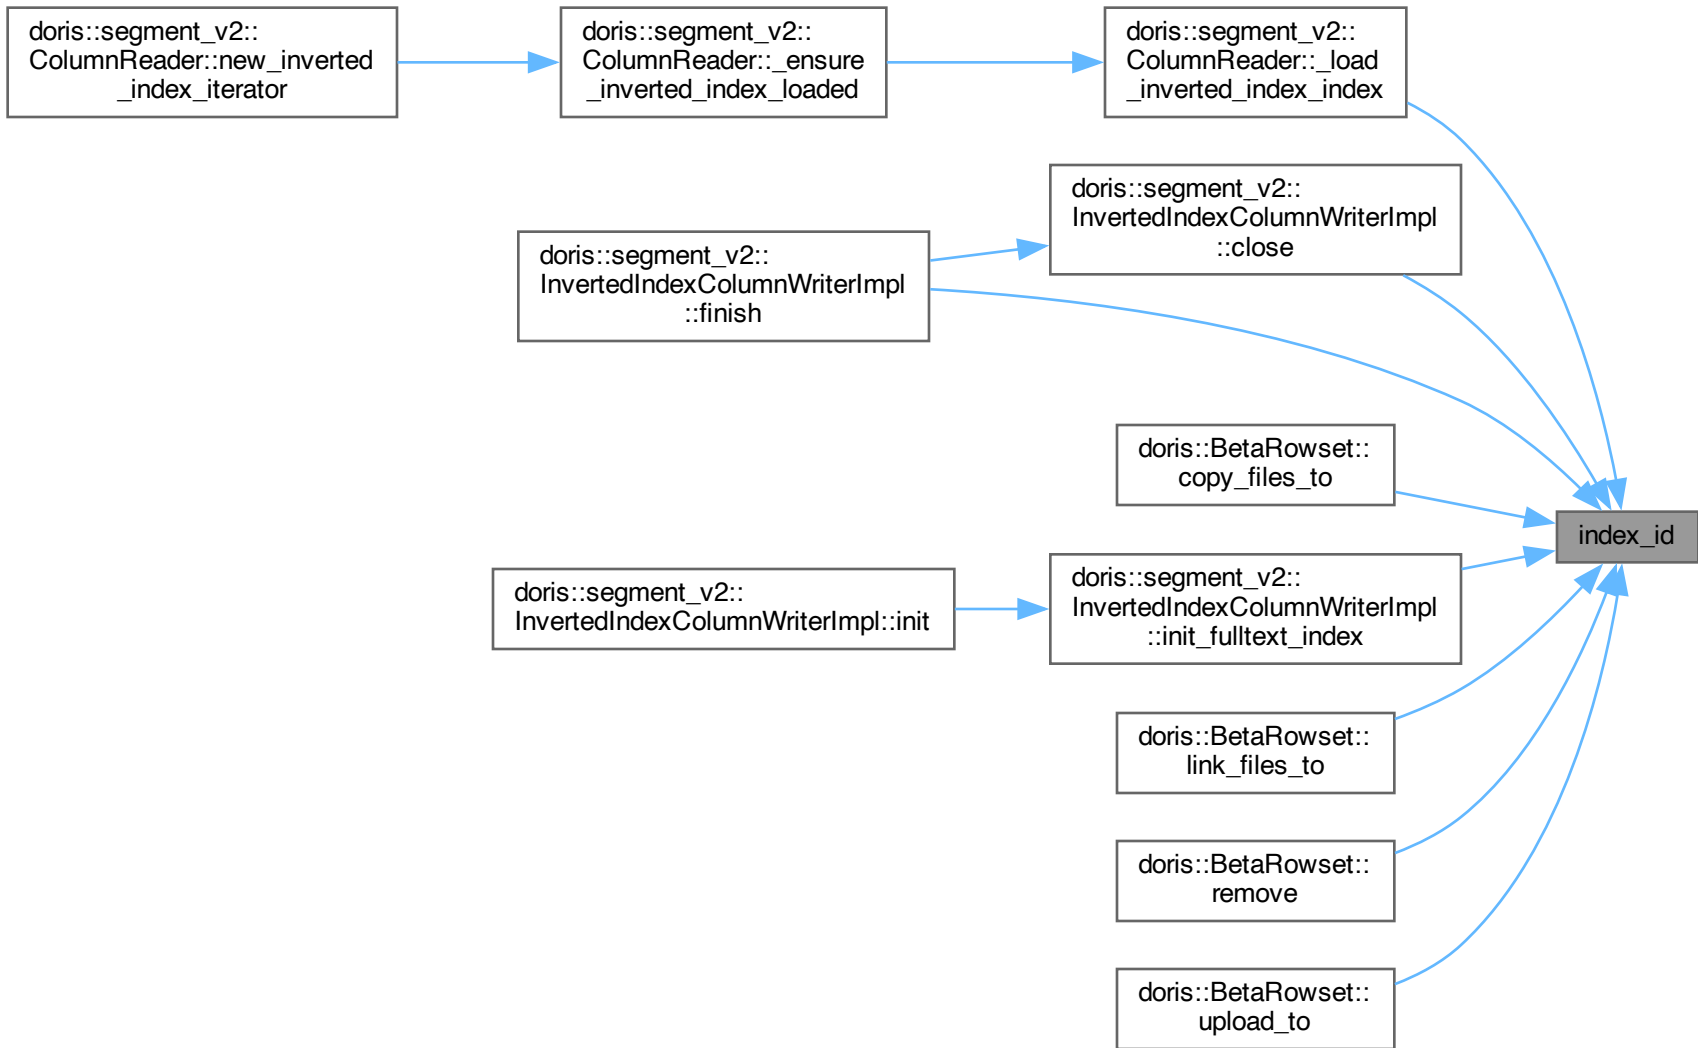 doris::segment_v2::
ColumnReader::new_inverted
_index_iterator
doris::segment_v2::
ColumnReader::_ensure
_inverted_index_loaded
doris::segment_v2::
ColumnReader::_load
_inverted_index_index
doris::segment_v2::
InvertedIndexColumnWriterImpl
::close
doris::segment_v2::
InvertedIndexColumnWriterImpl
::finish
doris::BetaRowset::
copy_files_to
index_id
doris::segment_v2::
InvertedIndexColumnWriterImpl::init
doris::segment_v2::
InvertedIndexColumnWriterImpl
::init_fulltext_index
doris::BetaRowset::
link_files_to
doris::BetaRowset::
remove
doris::BetaRowset::
upload_to